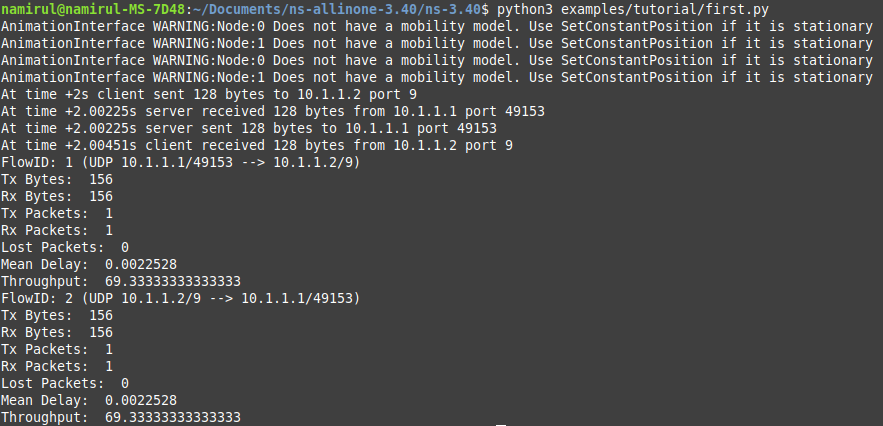 namirul@namirul-MS-7D48:~/Documents/ns-allinone-3.40/ns-3.40$ python3 examples/tutorial/first.py
AnimationInterface WARNING:Node:0 Does not have a mobility model. Use SetConstantPosition if it is stationary
AnimationInterface WARNING:Node:1 Does not have a mobility model. Use SetConstantPosition if it is stationary
AnimationInterface WARNING:Node:0 Does not have a mobility model. Use SetConstantPosition if it is stationary
AnimationInterface WARNING:Node:1 Does not have a mobility model. Use SetConstantPosition if it is stationary
At time +2s client sent 128 bytes to 10.1.1.2 port 9
At time +2.00225s server received 128 bytes from 10.1.1.1 port 49153
At time +2.00225s server sent 128 bytes to 10.1.1.1 port 49153
At time +2.00451s client received 128 bytes from 10.1.1.2 port 9
FlowID: 1 (UDP 10.1.1.1/49153 --> 10.1.1.2/9)
Tx Bytes:  156
Rx Bytes:  156
Tx Packets:  1
Rx Packets:  1
Lost Packets:  0
Mean Delay:  0.0022528
Throughput:  69.33333333333333
FlowID: 2 (UDP 10.1.1.2/9 --> 10.1.1.1/49153)
Tx Bytes:  156
Rx Bytes:  156
Tx Packets:  1
Rx Packets:  1
Lost Packets:  0
Mean Delay:  0.0022528
Throughput:  69.33333333333333